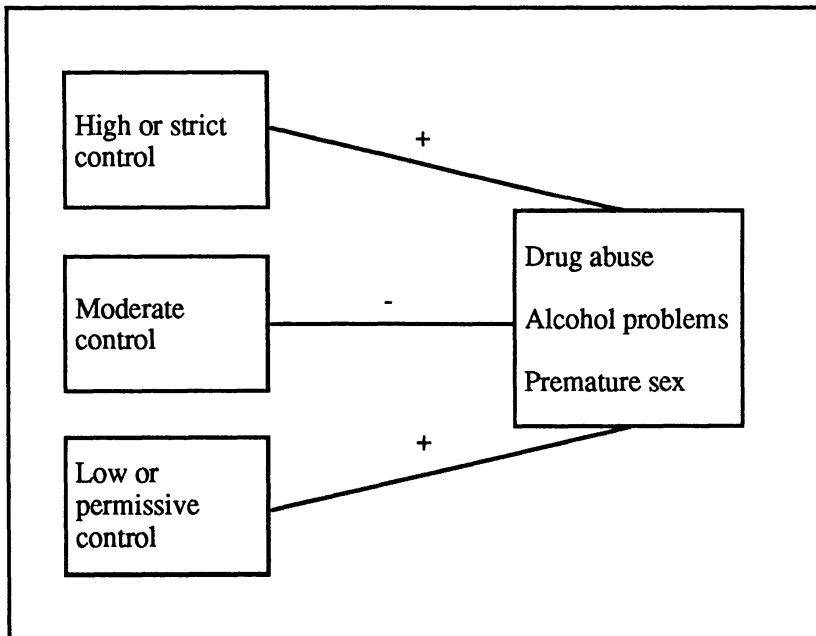 High or strict
control
+
Drug abuse
Moderate
control
-
Alcohol problems
Premature sex
+
Low or
permissive
control